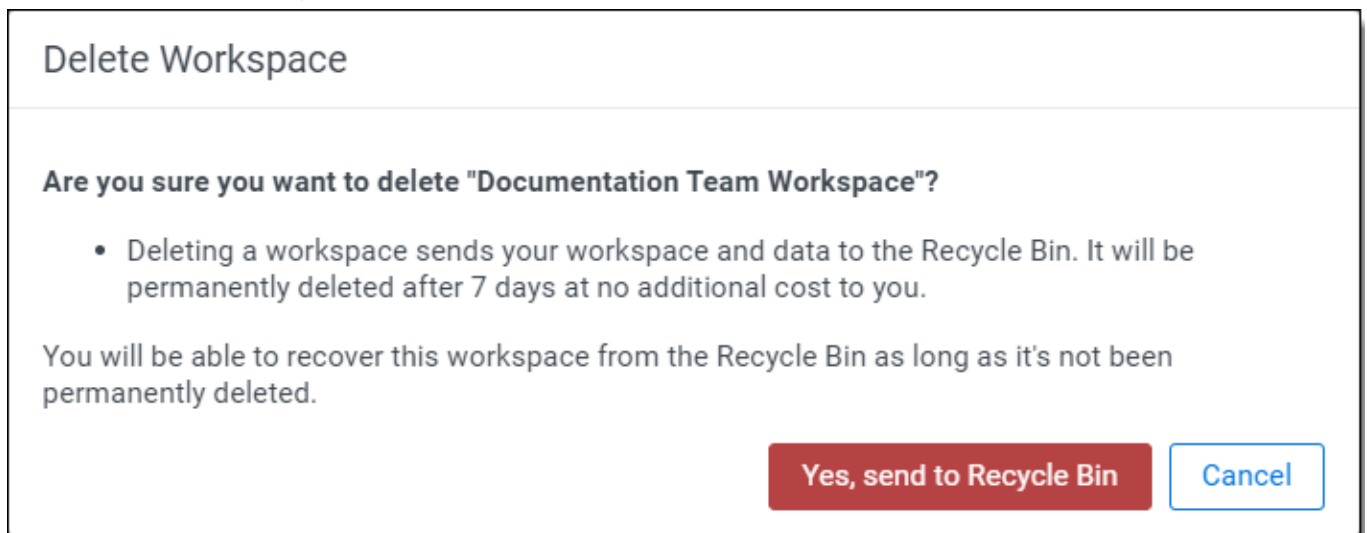 Delete Workspace
Are you sure you want to delete "Documentation Team Workspace"?
• Deleting a workspace sends your workspace and data to the Recycle Bin. It will be
permanently deleted after 7 days at no additional cost to you.
You will be able to recover this workspace from the Recycle Bin as long as it's not been
permanently deleted.
Yes, send to Recycle Bin Cancel